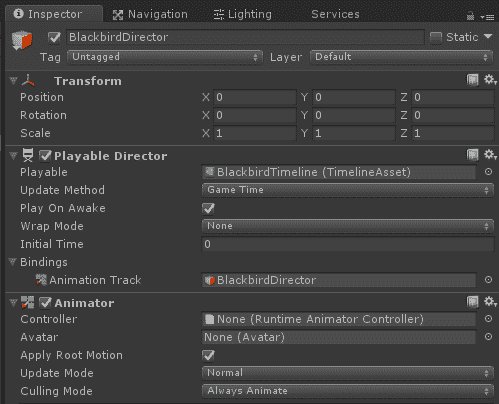 Inspector Navigation Lighting Services
BlackbirdDirector Static
Tag Untagged Layer Default
Transform
Position X 0 Y 0 Z 0
Rotation X 0 Y 0 Z 0
Scale X 1 Y 1 Z 1
Playable Director
Playable BlackbirdTimeline (TimelineAsset)
Update Method Game Time
Play On Awake
Wrap Mode None
Initial Time 0
Bindings
Animation Track BlackbirdDirector
Animator
Controller None (Runtime Animator Controller)
Avatar None (Avatar)
Apply Root Motion
Update Mode Normal
Culling Mode Always Animate